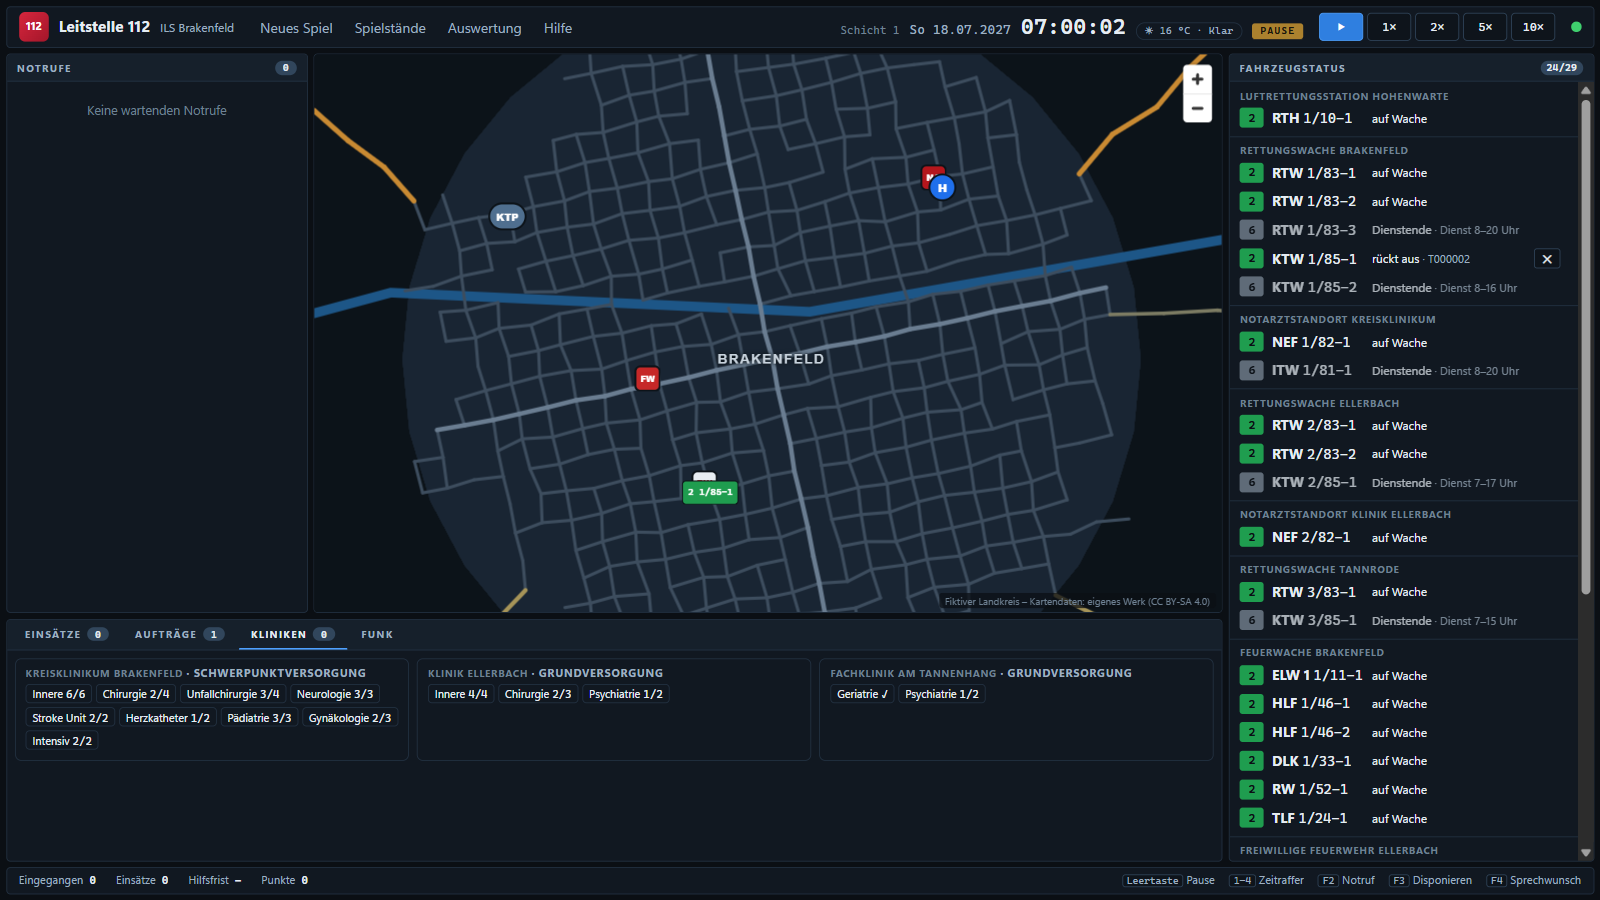 112 Leitstelle 112 ILS Brakenfeld Neues Spiel Spielstände Auswertung Hilfe Schicht 1 So 18.07.2027 07:00:02 ☀ 16 °C · Klar PAUSE ▶ 1× 2× 5× 10×
NOTRUFE 0
Keine wartenden Notrufe
+
−
KTP
H
BRAKENFELD
FW
2 1/85–1
Fiktiver Landkreis – Kartendaten: eigenes Werk (CC BY-SA 4.0)
EINSÄTZE 0 AUFTRÄGE 1 KLINIKEN 0 FUNK
KREISKLINIKUM BRAKENFELD · SCHWERPUNKTVERSORGUNG
Innere 6/6 Chirurgie 2/4 Unfallchirurgie 3/4 Neurologie 3/3
Stroke Unit 2/2 Herzkatheter 1/2 Pädiatrie 3/3 Gynäkologie 2/3
Intensiv 2/2
KLINIK ELLERBACH · GRUNDVERSORGUNG
Innere 4/4 Chirurgie 2/3 Psychiatrie 1/2
FACHKLINIK AM TANNENHANG · GRUNDVERSORGUNG
Geriatrie ✓ Psychiatrie 1/2
FAHRZEUGSTATUS 24/29
LUFTRETTUNGSSTATION HOHENWARTE
2 RTH 1/10–1 auf Wache
RETTUNGSWACHE BRAKENFELD
2 RTW 1/83–1 auf Wache
2 RTW 1/83–2 auf Wache
6 RTW 1/83–3 Dienstende · Dienst 8–20 Uhr
2 KTW 1/85–1 rückt aus · T000002 ✕
6 KTW 1/85–2 Dienstende · Dienst 8–16 Uhr
NOTARZTSTANDORT KREISKLINIKUM
2 NEF 1/82–1 auf Wache
6 ITW 1/81–1 Dienstende · Dienst 8–20 Uhr
RETTUNGSWACHE ELLERBACH
2 RTW 2/83–1 auf Wache
2 RTW 2/83–2 auf Wache
6 KTW 2/85–1 Dienstende · Dienst 7–17 Uhr
NOTARZTSTANDORT KLINIK ELLERBACH
2 NEF 2/82–1 auf Wache
RETTUNGSWACHE TANNRODE
2 RTW 3/83–1 auf Wache
6 KTW 3/85–1 Dienstende · Dienst 7–15 Uhr
FEUERWACHE BRAKENFELD
2 ELW 1 1/11–1 auf Wache
2 HLF 1/46–1 auf Wache
2 HLF 1/46–2 auf Wache
2 DLK 1/33–1 auf Wache
2 RW 1/52–1 auf Wache
2 TLF 1/24–1 auf Wache
FREIWILLIGE FEUERWEHR ELLERBACH
Eingegangen 0 Einsätze 0 Hilfsfrist – Punkte 0 Leertaste Pause 1–4 Zeitraffer F2 Notruf F3 Disponieren F4 Sprechwunsch